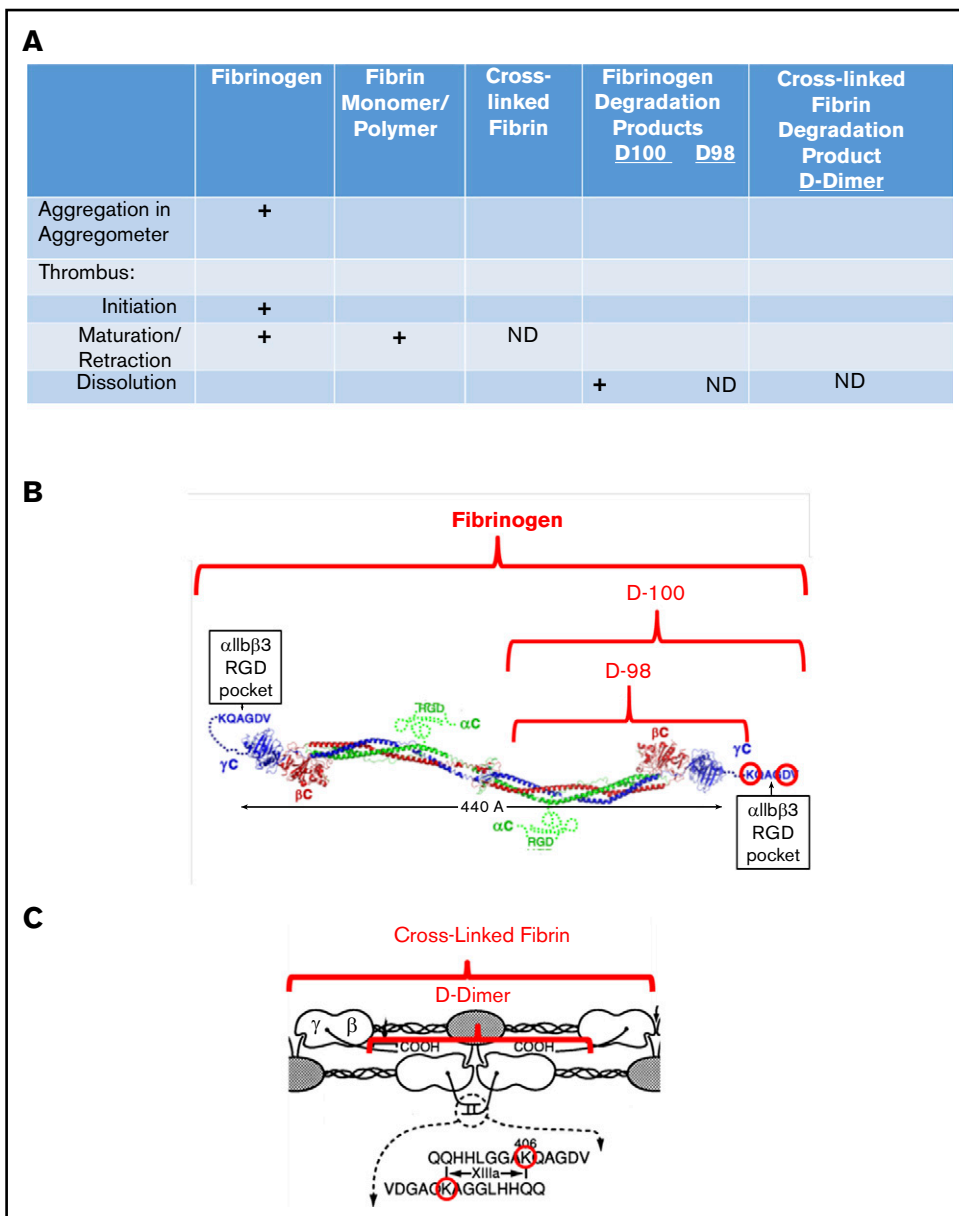 A
Fibrinogen
Fibrin
Monomer/
Polymer
Cross-
linked
Fibrin
Fibrinogen
Degradation
Products
D100 D98
Cross-linked
Fibrin
Degradation
Product
D-Dimer
Aggregation in
Aggregometer
+
Thrombus:
Initiation
+
Maturation/
Retraction
+ + ND
Dissolution
+ ND ND
B
Fibrinogen
D-100
D-98
αIIbβ3
RGD
pocket
KQAGDV
γC
βC
RGD
αC
440 A
αC
RGD
βC
γC
KQAGDV
αIIbβ3
RGD
pocket
C
Cross-Linked Fibrin
D-Dimer
γ β
COOH COOH
406
QQHHLGGAKQAGDV
XIIIa
VDGAQKAGGLHHQQ